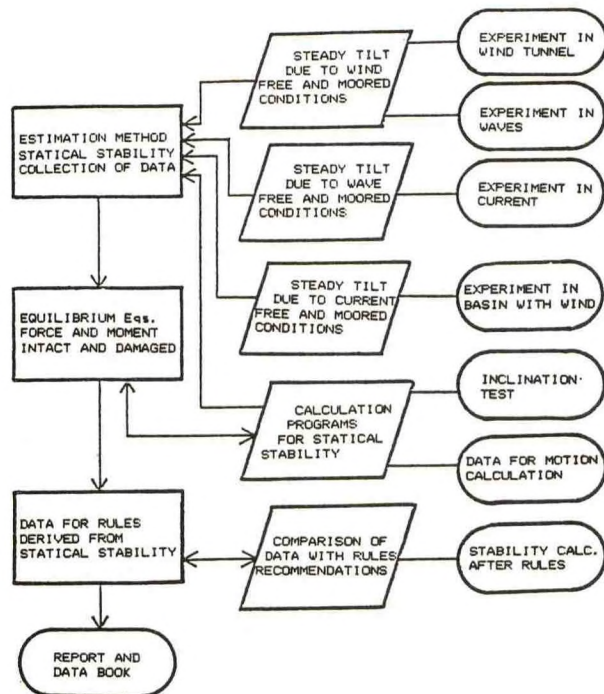 STEADY TILT
DUE TO WIND
FREE AND MOORED
CONDITIONS
EXPERIMENT IN
WIND TUNNEL
EXPERIMENT
IN WAVES
ESTIMATION METHOD
STATICAL STABILITY
COLLECTION OF DATA
STEADY TILT
DUE TO WAVE
FREE AND MOORED
CONDITIONS
EXPERIMENT IN
CURRENT
EQUILIBRIUM Eqs.
FORCE AND MOMENT
INTACT AND DAMAGED
STEADY TILT
DUE TO CURRENT
FREE AND MOORED
CONDITIONS
EXPERIMENT IN
BASIN WITH WIND
CALCULATION
PROGRAMS
FOR STATICAL
STABILITY
INCLINATION-
TEST
DATA FOR MOTION
CALCULATION
DATA FOR RULES
DERIVED FROM
STATICAL STABILITY
COMPARISON OF
DATA WITH RULES
RECOMMENDATIONS
STABILITY CALC.
AFTER RULES
REPORT AND
DATA BOOK